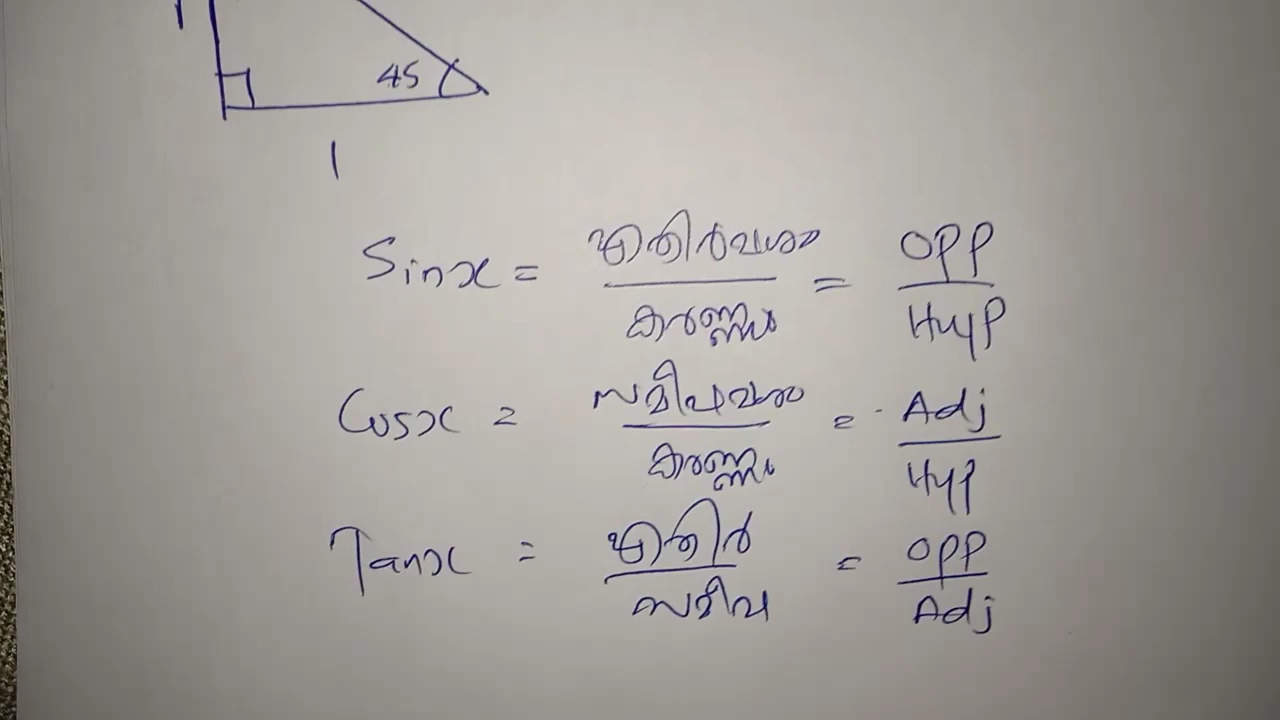 1
45
1
Sinx = എതിർവശം / കർണ്ണം = OPP / Hyp
Cosx = സമീപവശം / കർണ്ണം = Adj / Hyp
Tanx = എതിർ / സമീപ = OPP / Adj